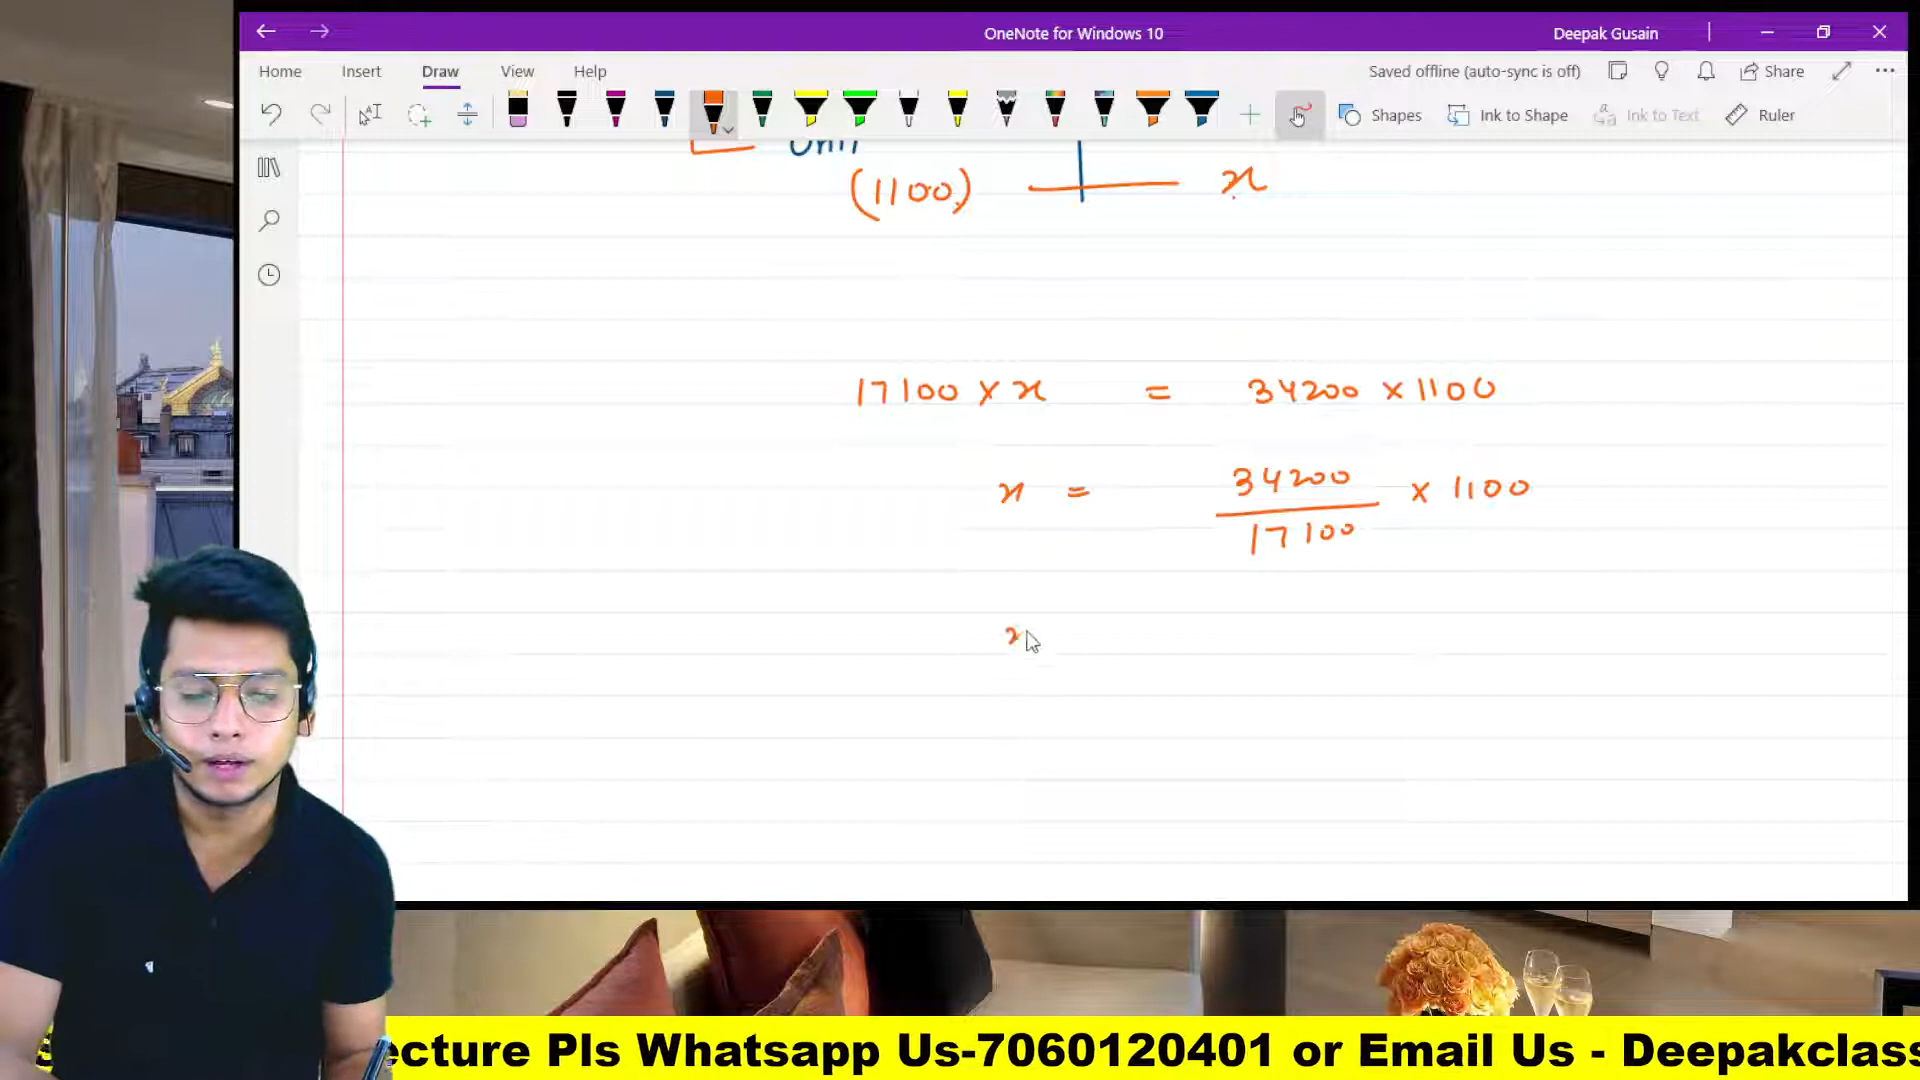 OneNote for Windows 10
Deepak Gusain
Home Insert Draw View Help
Saved offline (auto-sync is off) Share
Shapes Ink to Shape Ink to Text Ruler
Unit
(1100) x
17100 × x = 34200 × 1100
x = 34200 × 1100
17100
x
ecture Pls Whatsapp Us-7060120401 or Email Us - Deepakclass